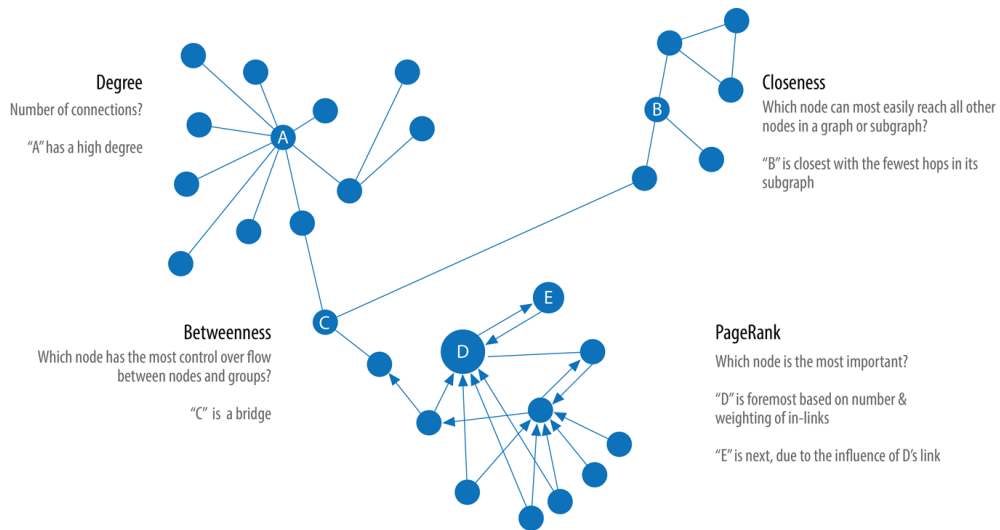 Degree
Number of connections?
“A” has a high degree
A
B
Closeness
Which node can most easily reach all other
nodes in a graph or subgraph?
“B” is closest with the fewest hops in its
subgraph
C
Betweenness
Which node has the most control over flow
between nodes and groups?
“C” is a bridge
E
D
PageRank
Which node is the most important?
“D” is foremost based on number &
weighting of in-links
“E” is next, due to the influence of D’s link